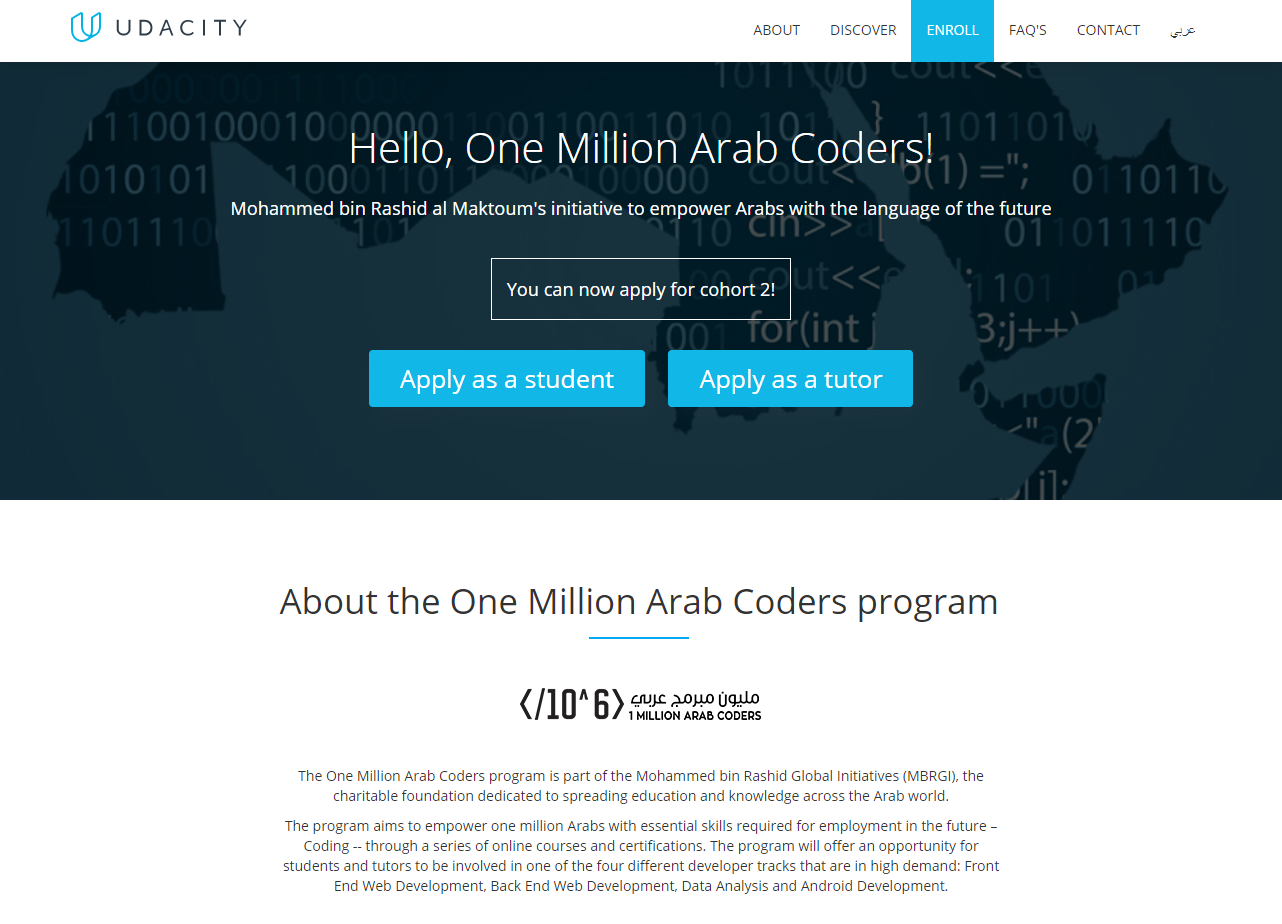 UDACITY
ABOUT DISCOVER ENROLL FAQ'S CONTACT عربي
Hello, One Million Arab Coders!
Mohammed bin Rashid al Maktoum's initiative to empower Arabs with the language of the future
You can now apply for cohort 2!
Apply as a student
Apply as a tutor
About the One Million Arab Coders program
</10^6>
مليون مبرمج عربي
1 MILLION ARAB CODERS
The One Million Arab Coders program is part of the Mohammed bin Rashid Global Initiatives (MBRGI), the
charitable foundation dedicated to spreading education and knowledge across the Arab world.
The program aims to empower one million Arabs with essential skills required for employment in the future –
Coding -- through a series of online courses and certifications. The program will offer an opportunity for
students and tutors to be involved in one of the four different developer tracks that are in high demand: Front
End Web Development, Back End Web Development, Data Analysis and Android Development.